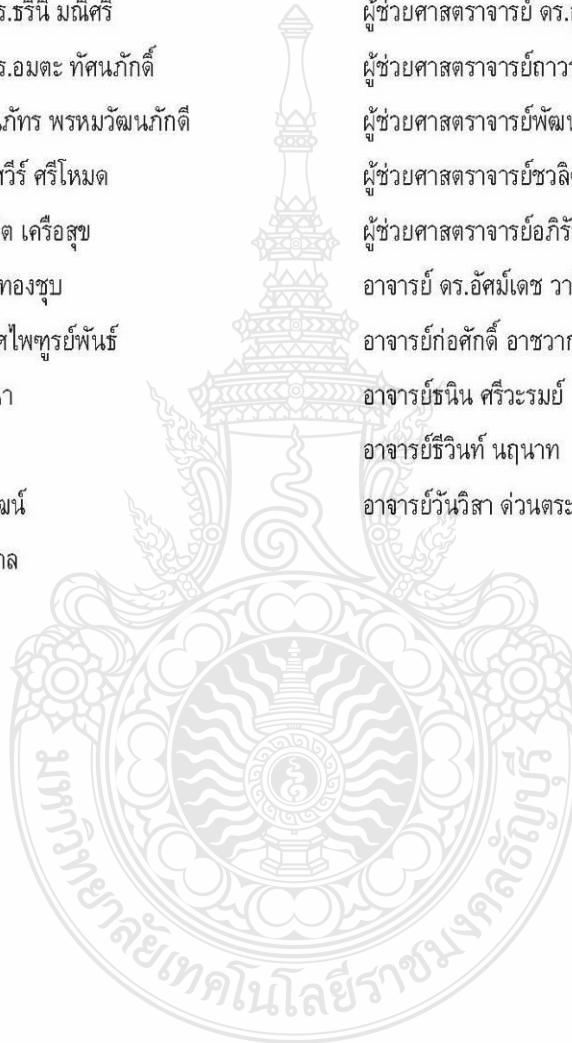 ร.ธรินี มณีศรี
ร.อมตะ ทัศนภักดิ์
นภัทร พรหมวัฒนภักดี
ศวีร์ ศรีโหมด
ต เครือสุข
ทองชุบ
ศไพฑูรย์พันธ์
นา
ฒน์
าล
ผู้ช่วยศาสตราจารย์ ดร.
ผู้ช่วยศาสตราจารย์ถาวร
ผู้ช่วยศาสตราจารย์พัฒน
ผู้ช่วยศาสตราจารย์ชวลิต
ผู้ช่วยศาสตราจารย์อภิรั
อาจารย์ ดร.อัศม์เดช วา
อาจารย์ก่อศักดิ์ อาชวาก
อาจารย์ธนิน ศรีวะรมย์
อาจารย์ธีวินท์ นฤนาท
อาจารย์วันวิสา ด่วนตระ
มหาวิทยาลัยเทคโนโลยีราชมงคลธัญบุรี